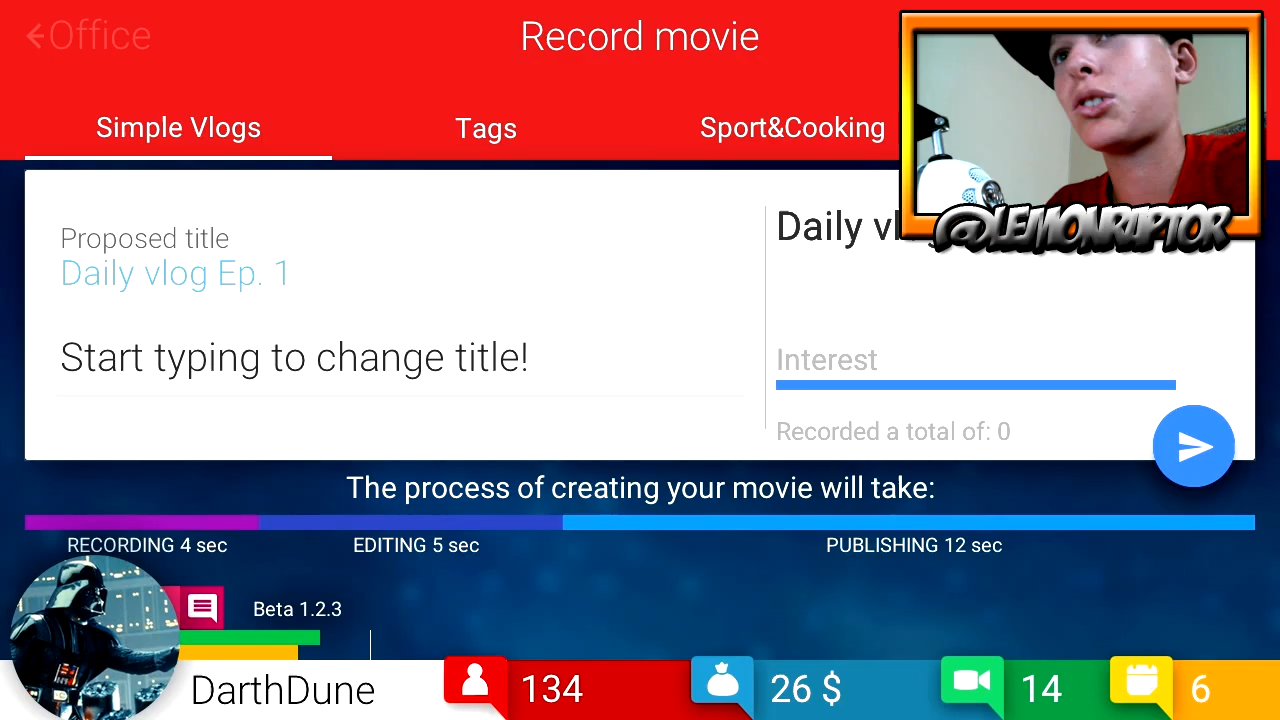 Office
Record movie
Simple Vlogs
Tags
Sport&Cooking
Proposed title
Daily vlog Ep. 1
Start typing to change title!
Daily
@LEMONRAPTOR
Interest
Recorded a total of: 0
The process of creating your movie will take:
RECORDING 4 sec
EDITING 5 sec
PUBLISHING 12 sec
Beta 1.2.3
DarthDune
134
26 $
14
6